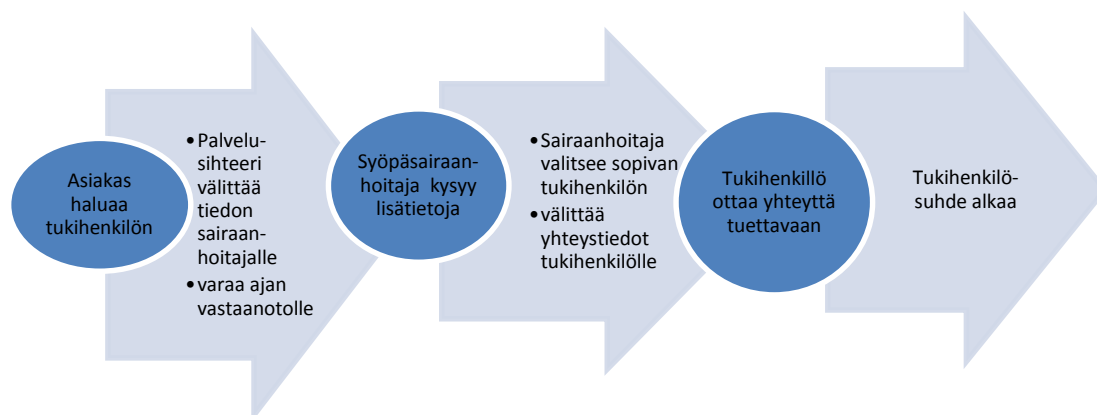 Asiakas
haluaa
tukihenkilön
•Palvelu-
sihteeri
välittää
tiedon
sairaan-
hoitajalle
•varaa ajan
vastaanotolle
Syöpäsairaan-
hoitaja kysyy
lisätietoja
•Sairaanhoitaja
valitsee sopivan
tukihenkilön
•välittää
yhteystiedot
tukihenkilölle
Tukihenkillö
ottaa yhteyttä
tuettavaan
Tukihenkilö-
suhde alkaa